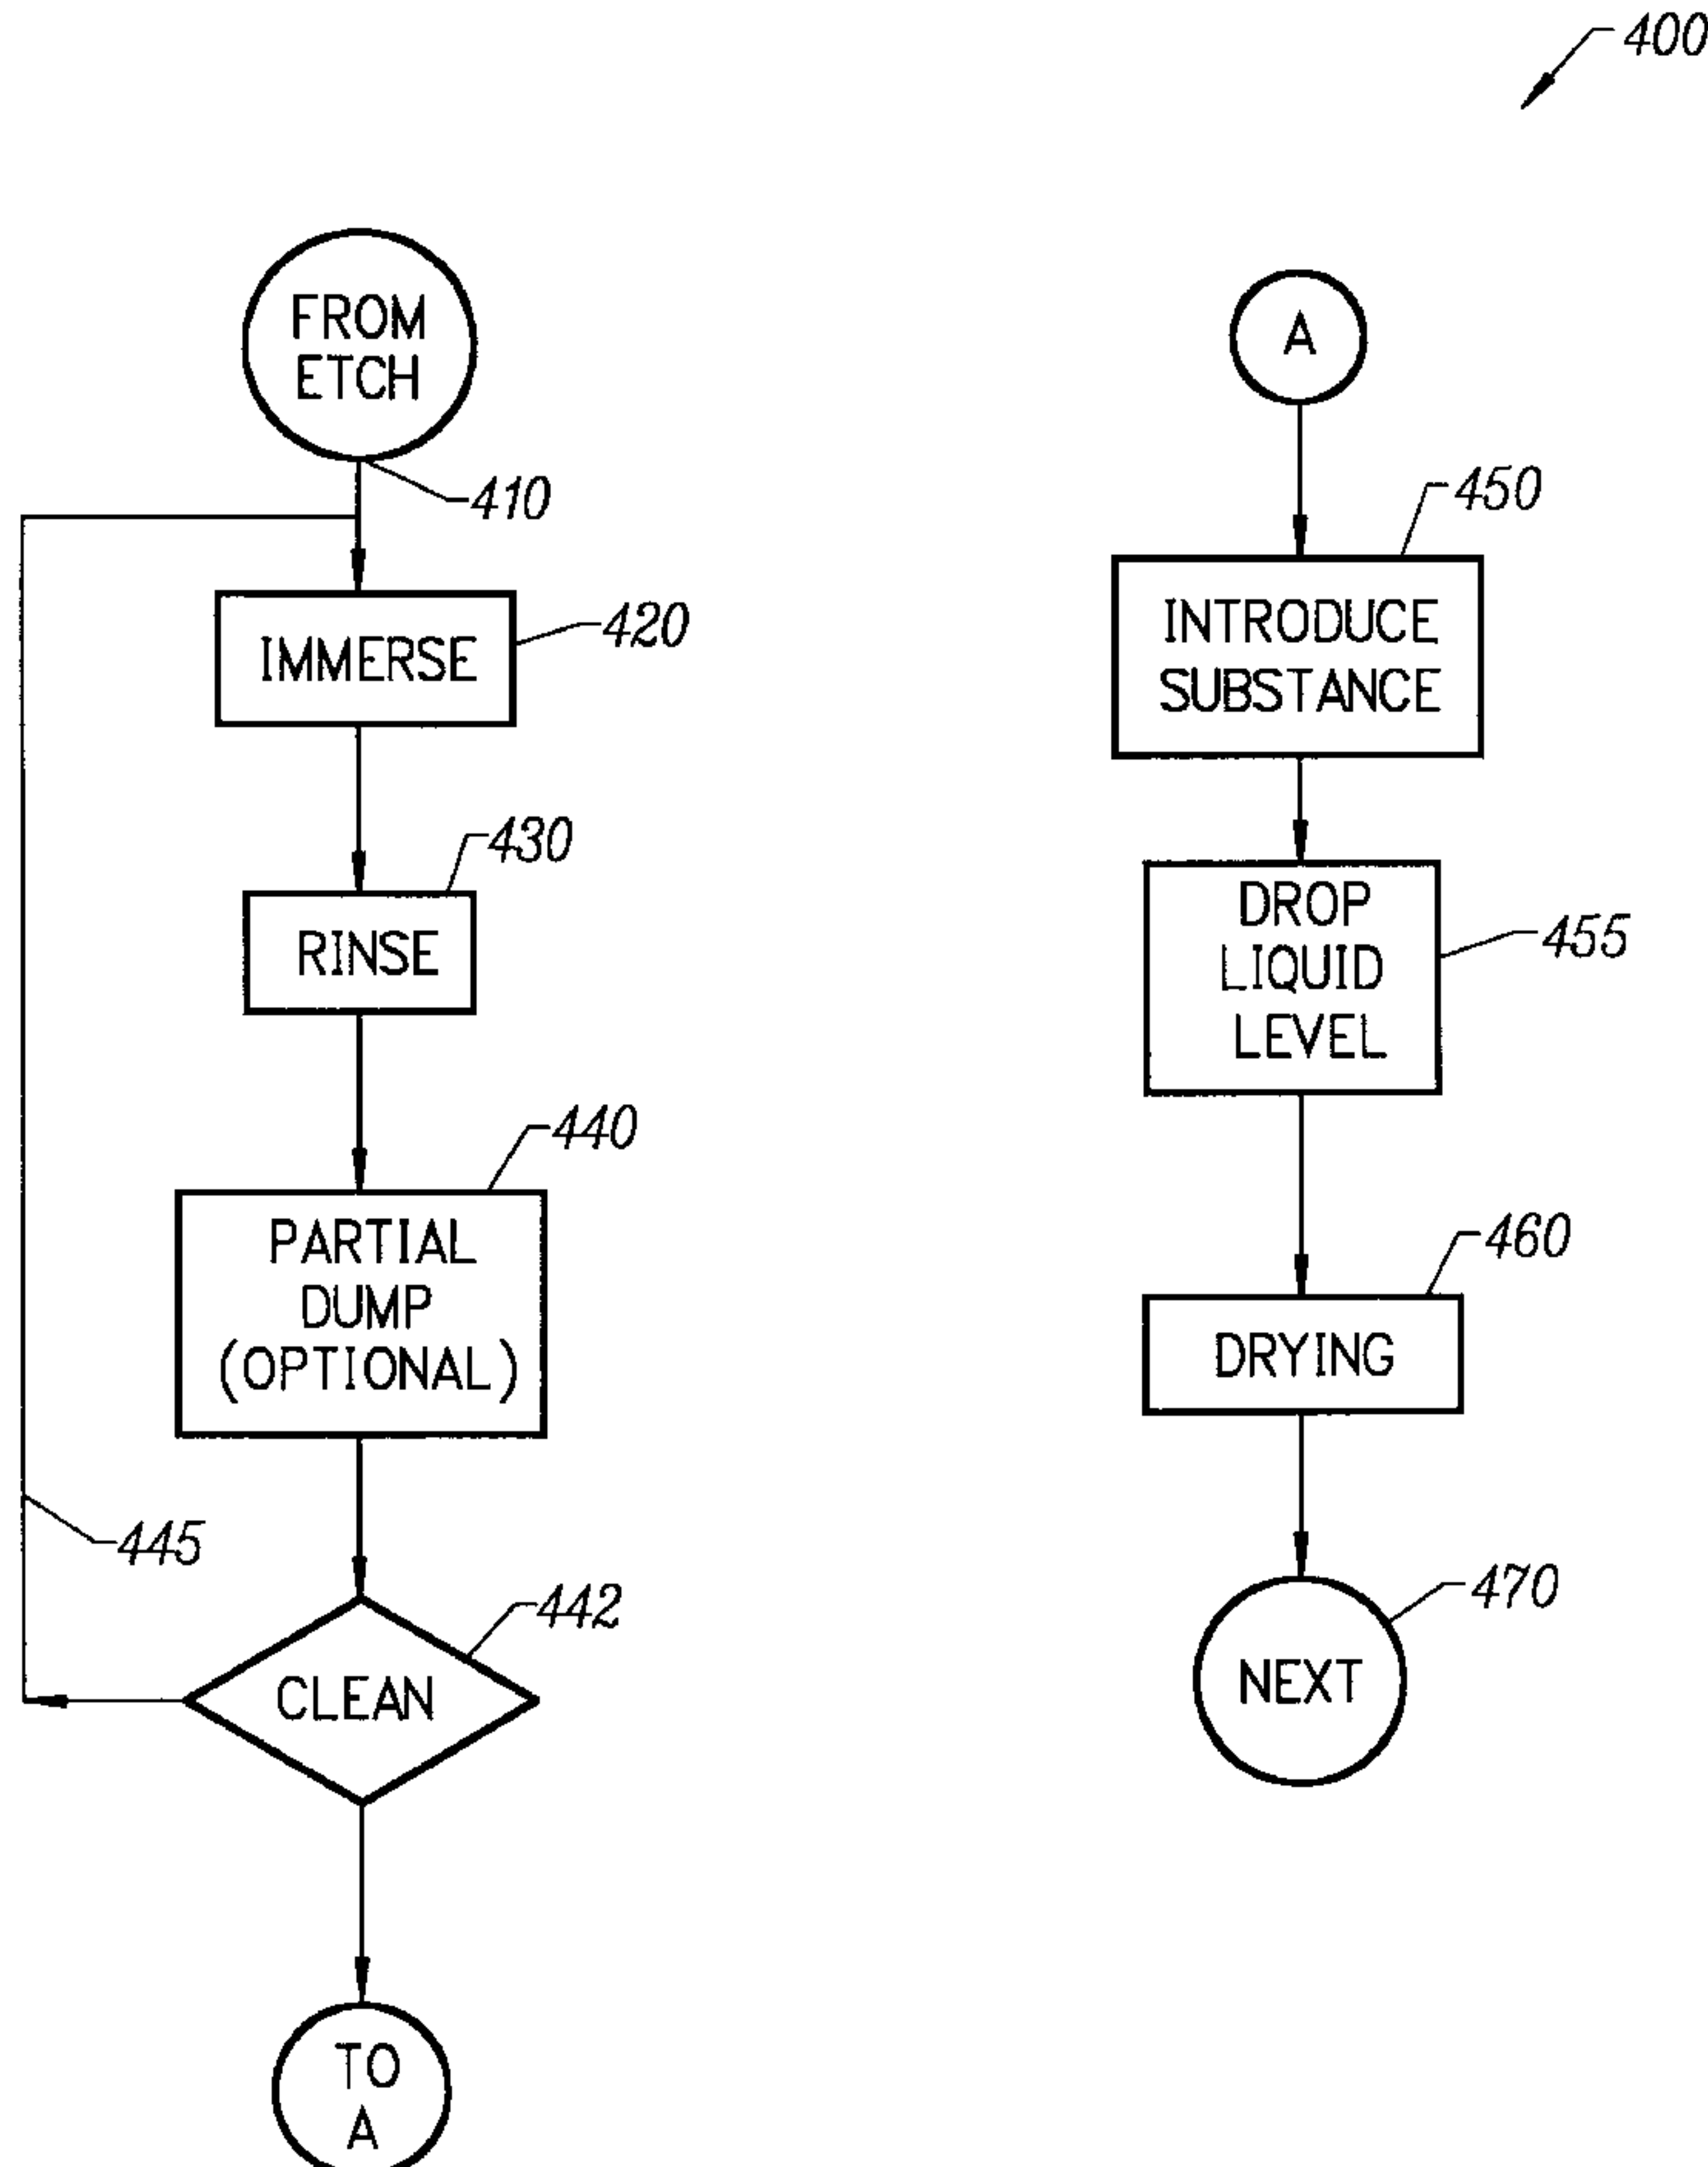 400
FROM
ETCH
410
IMMERSE
420
430
RINSE
440
PARTIAL
DUMP
(OPTIONAL)
445
442
CLEAN
TO
A
A
450
INTRODUCE
SUBSTANCE
DROP
LIQUID
LEVEL
455
460
DRYING
470
NEXT